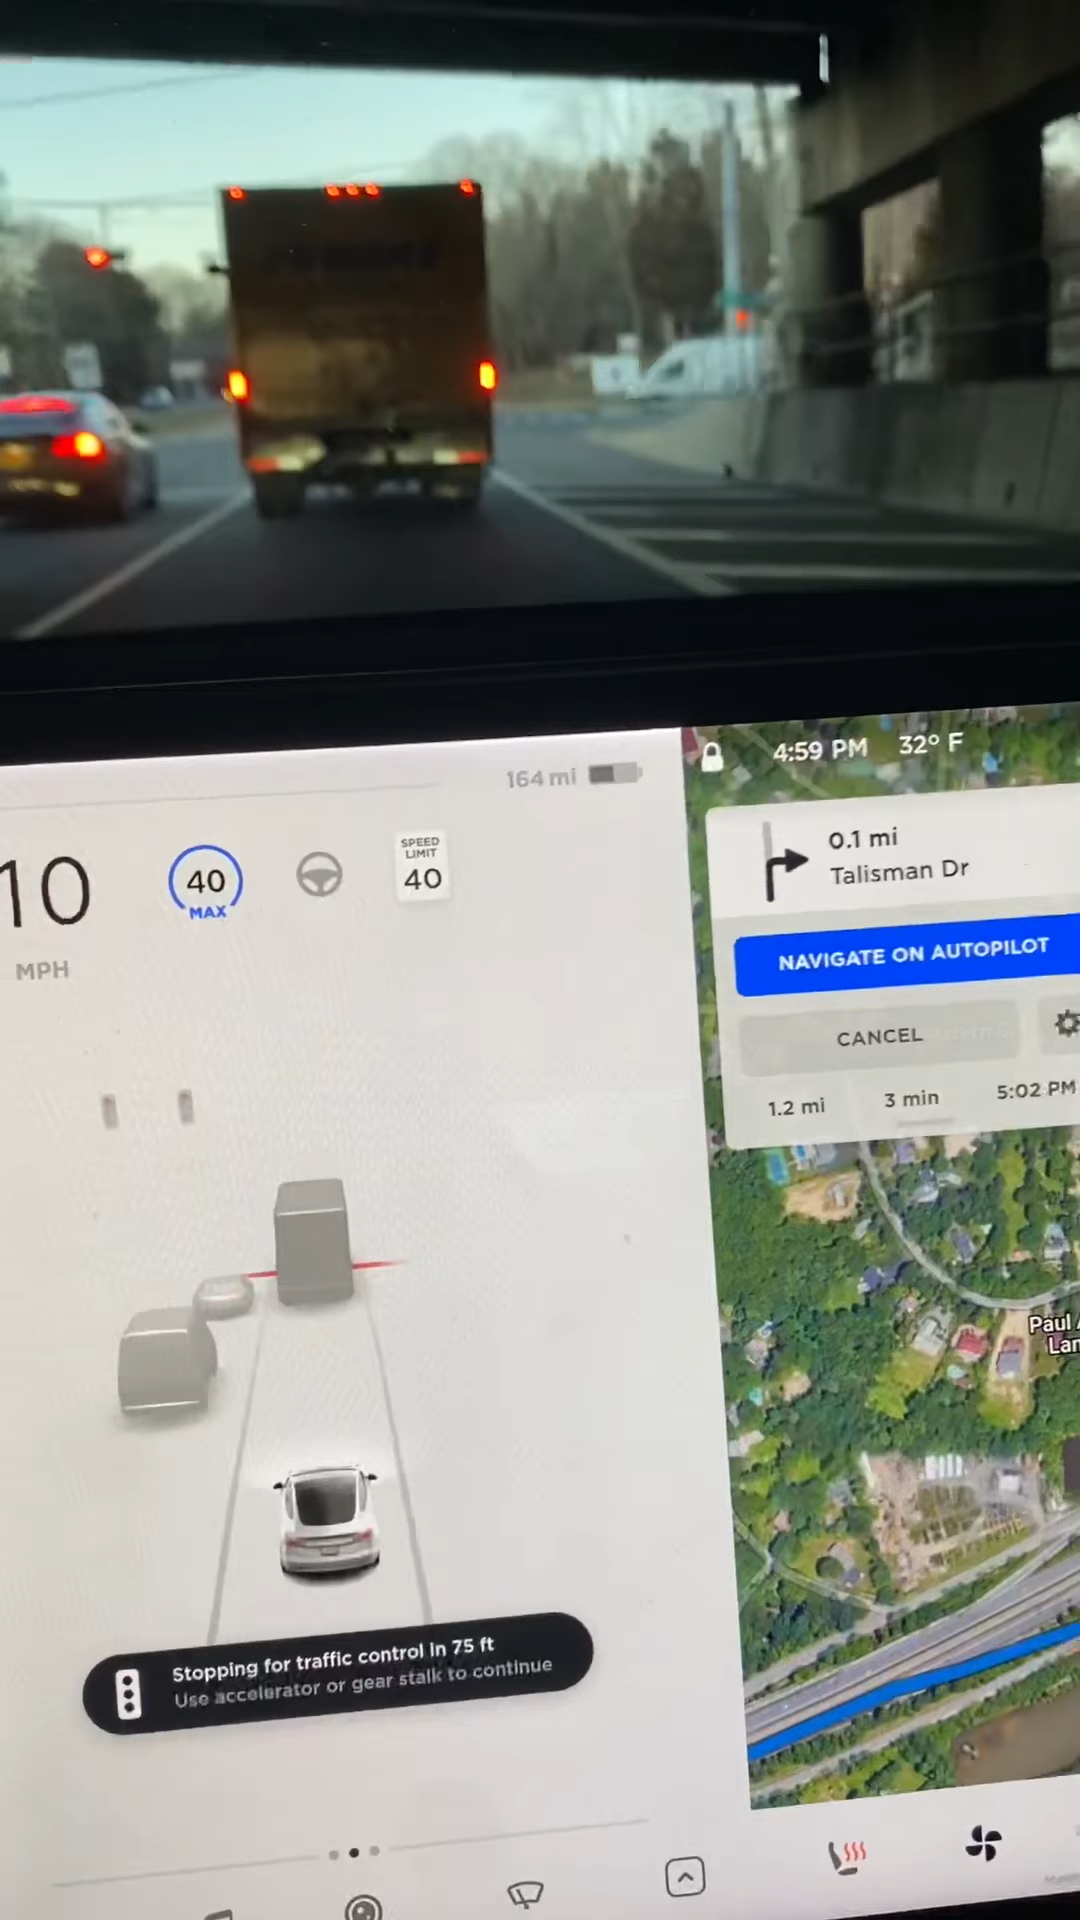 164 mi
4:59 PM 32° F
10
MPH
40
MAX
SPEED
LIMIT
40
0.1 mi
Talisman Dr
NAVIGATE ON AUTOPILOT
CANCEL
1.2 mi 3 min 5:02 PM
Paul
Lan
Stopping for traffic control in 75 ft
Use accelerator or gear stalk to continue